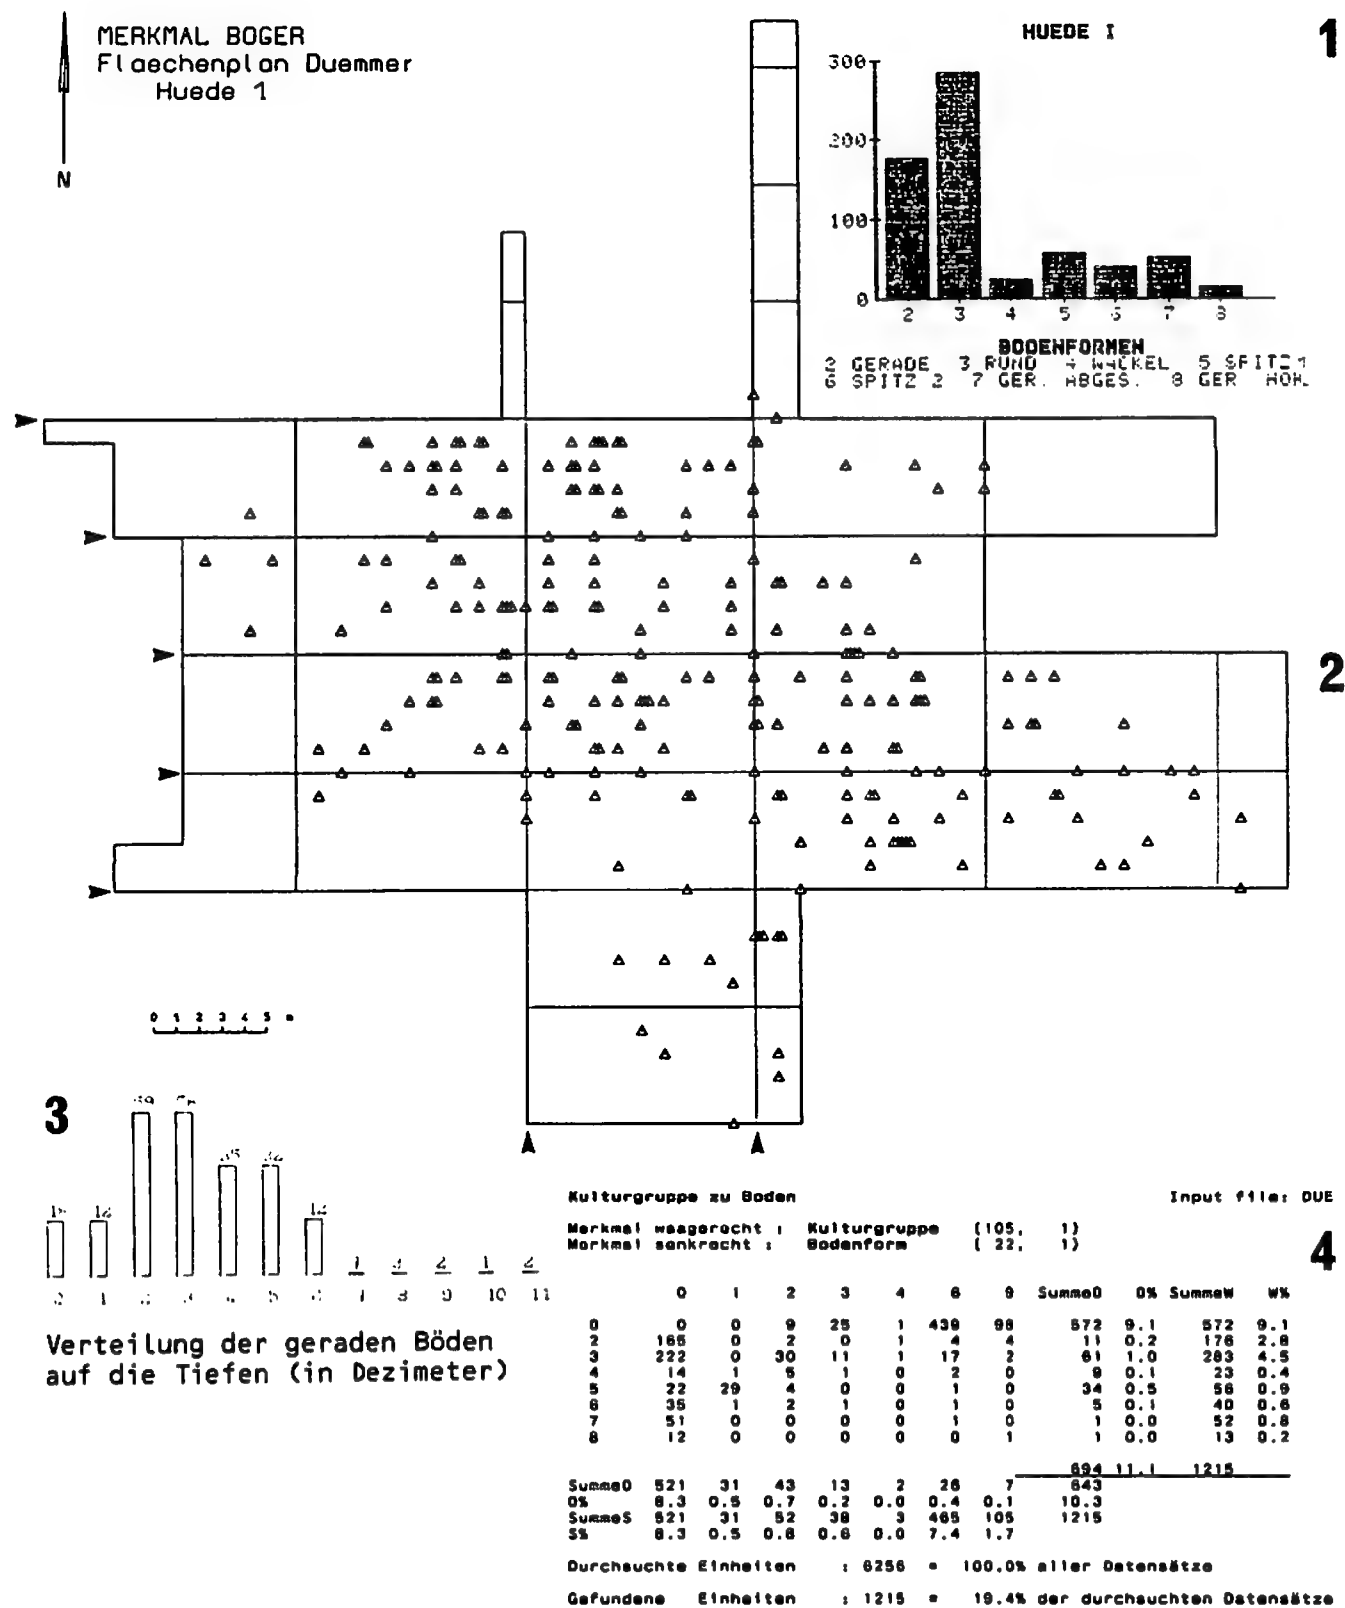 MERKMAL BOGER
Flaechenplan Duemmer
Huede 1
N
HUEDE I
1
300
200
100
0
2 3 4 5 6 7 8
BODENFORMEN
2 GERADE 3 RUND 4 WACKEL 5 SPITZ 1
6 SPITZ 2 7 GER. ABGES. 8 GER HOH.
2
0 1 2 3 4 5 m
3
12
35
12
1 3 2 1 2
8 9 10 11
Verteilung der geraden Böden
auf die Tiefen (in Dezimeter)
Kulturgruppe zu Boden Input file: DUE
Merkmal waagerecht : Kulturgruppe (105, 1)
Merkmal senkrecht : Bodenform ( 22, 1)
4
0 1 2 3 4 6 9 SummeO O% SummeW W%
0 0 0 9 25 1 439 98 572 9.1 572 9.1
2 165 0 2 0 1 4 4 11 0.2 176 2.8
3 222 0 30 11 1 17 2 61 1.0 283 4.5
4 14 1 5 1 0 2 0 9 0.1 23 0.4
5 22 29 4 0 0 1 0 34 0.5 56 0.9
6 35 1 2 1 0 1 0 5 0.1 40 0.6
7 51 0 0 0 0 1 0 1 0.0 52 0.8
8 12 0 0 0 0 0 1 1 0.0 13 0.2
694 11.1 1215
SummeO 521 31 43 13 2 26 7 643
O% 8.3 0.5 0.7 0.2 0.0 0.4 0.1 10.3
SummeS 521 31 52 38 3 465 105 1215
S% 8.3 0.5 0.8 0.6 0.0 7.4 1.7
Durchsuchte Einheiten : 6256 = 100.0% aller Datensätze
Gefundene Einheiten : 1215 = 19.4% der durchsuchten Datensätze